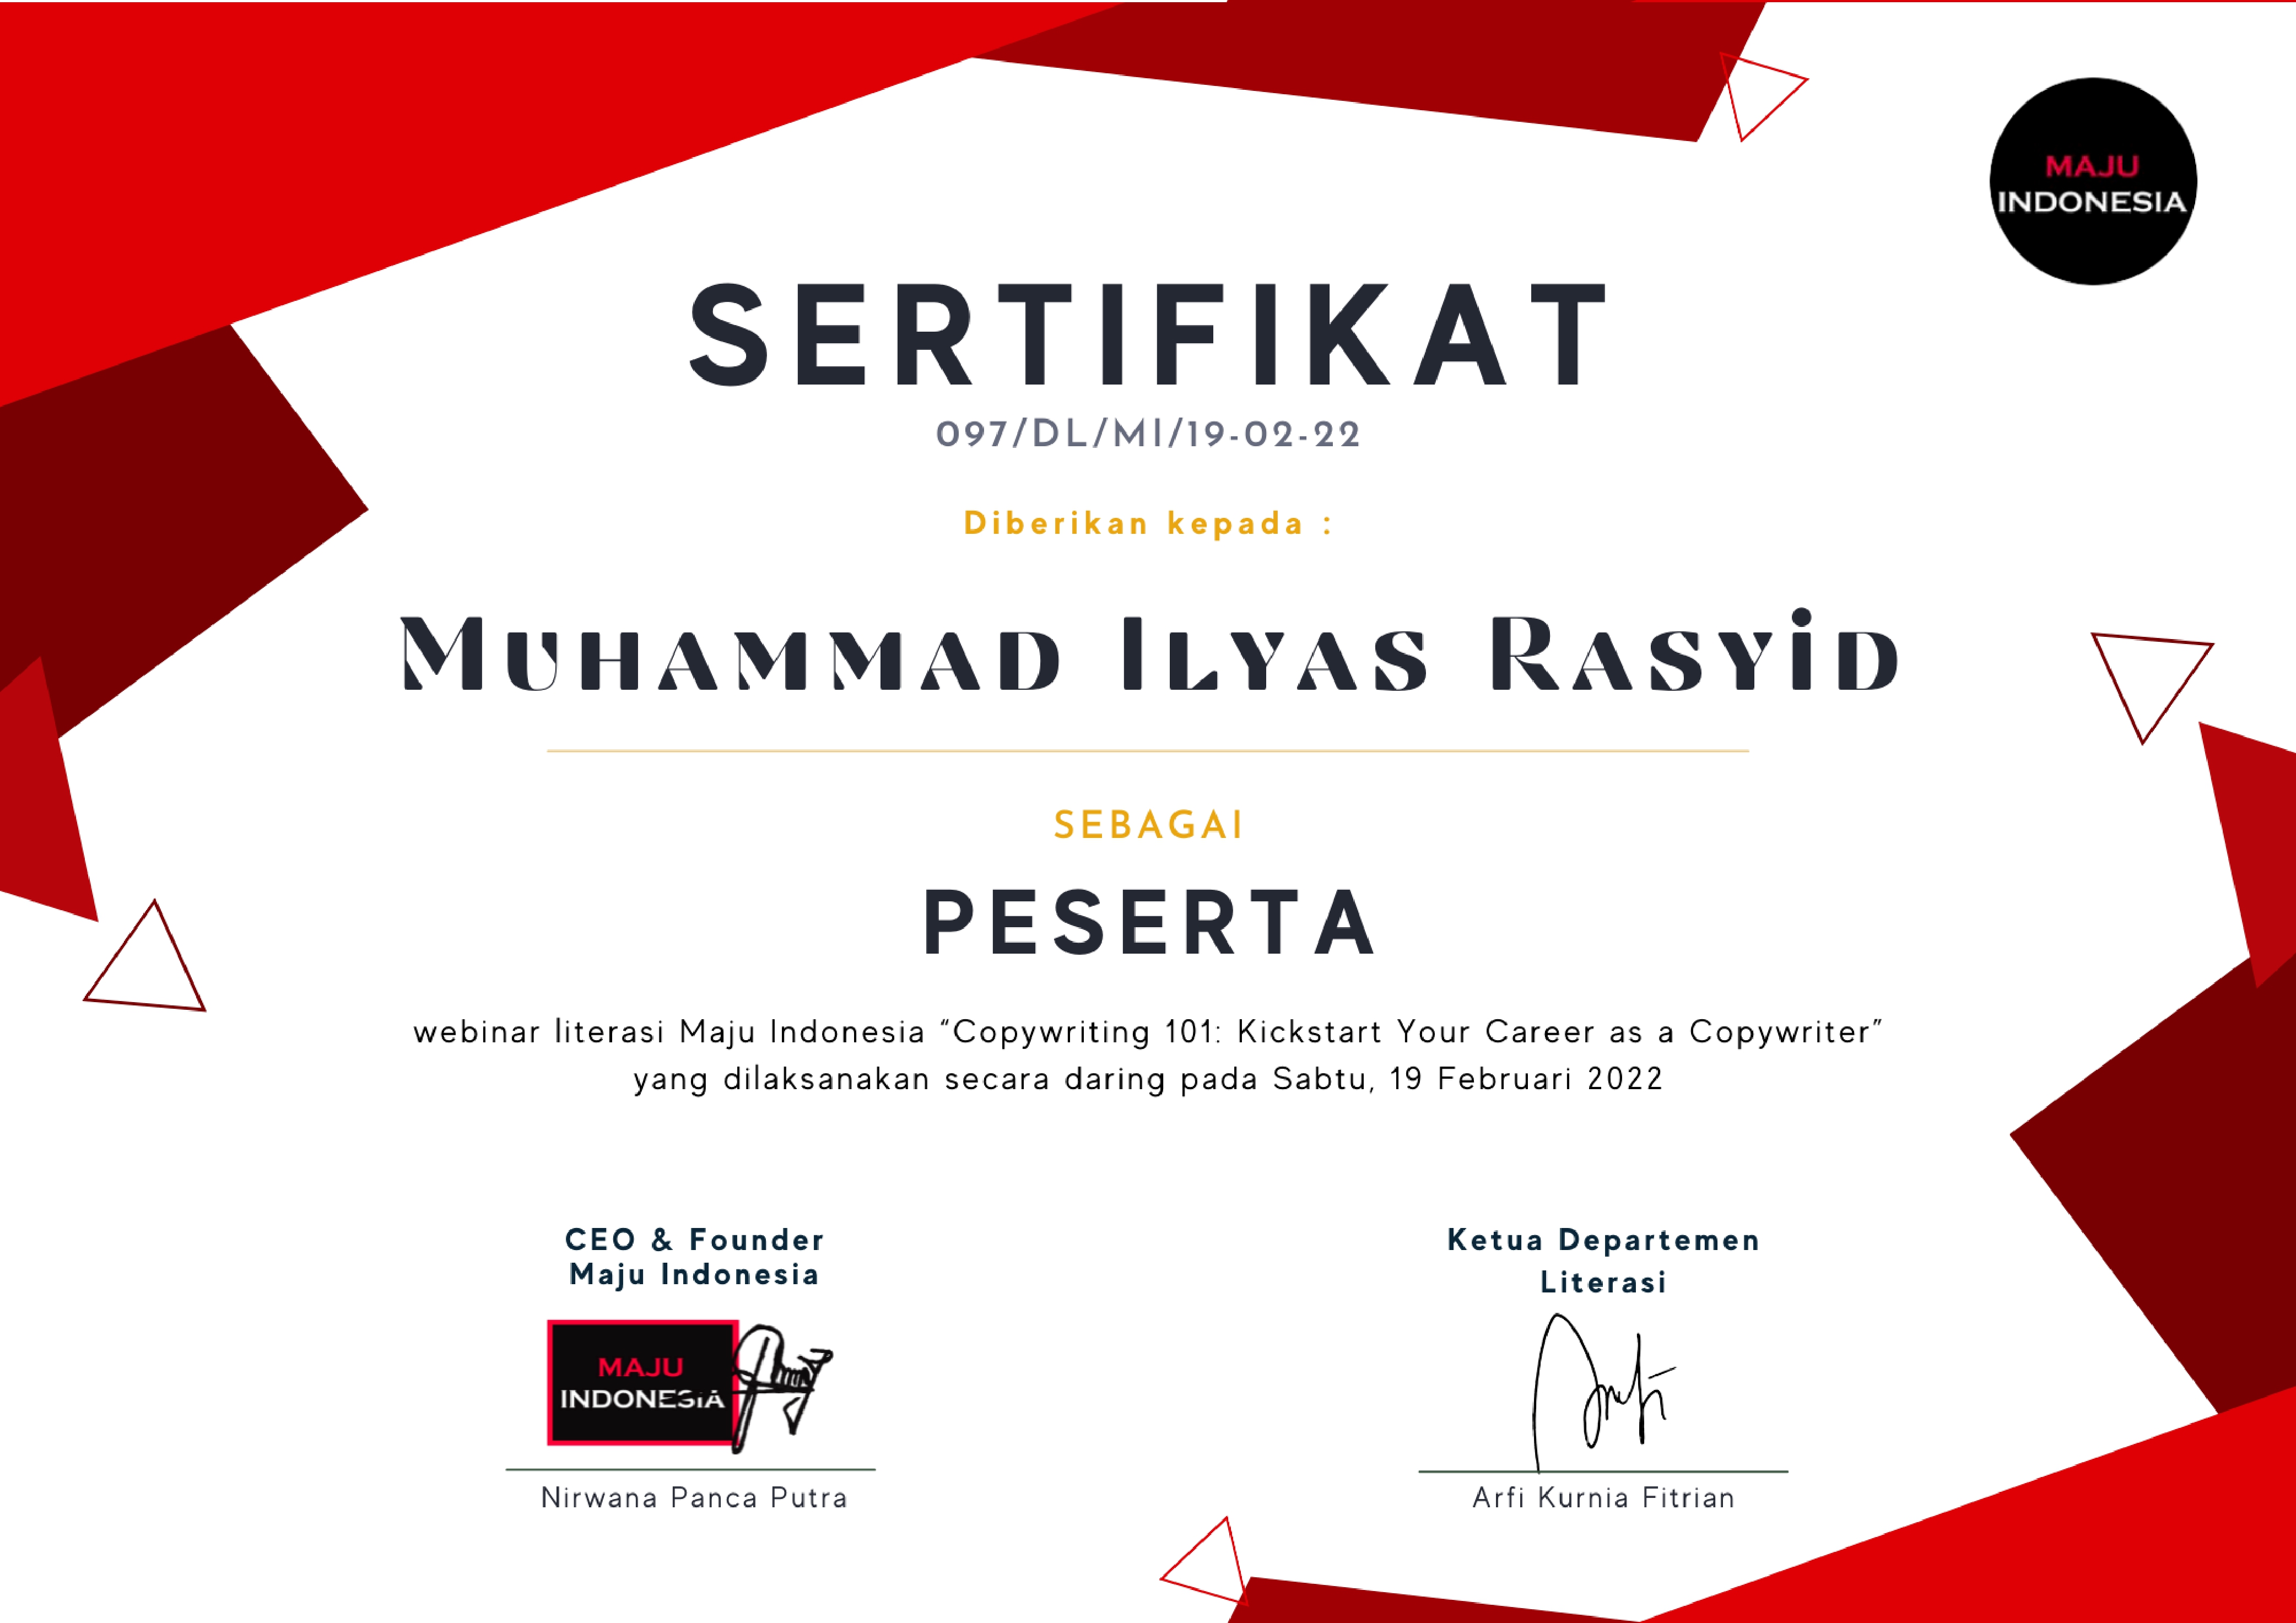 MAJU
INDONESIA
SERTIFIKAT
097/DL/MI/19-02-22
Diberikan kepada :
Muhammad Ilyas Rasyid
SEBAGAI
PESERTA
webinar literasi Maju Indonesia “Copywriting 101: Kickstart Your Career as a Copywriter”
yang dilaksanakan secara daring pada Sabtu, 19 Februari 2022
CEO & Founder
Maju Indonesia
MAJU
INDONESIA
Nirwana Panca Putra
Ketua Departemen
Literasi
Arfi Kurnia Fitrian